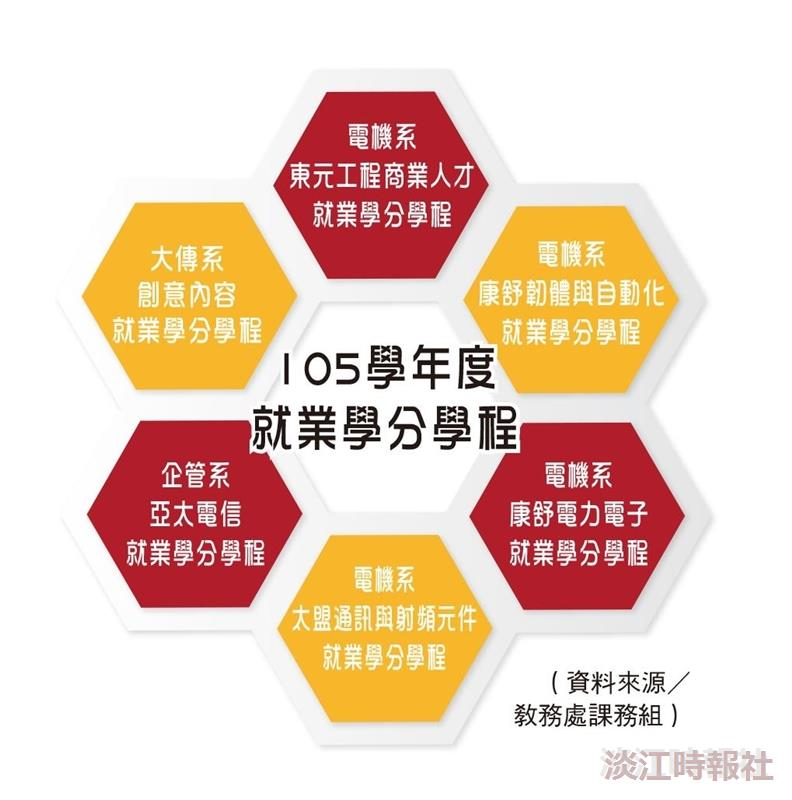 電機系
東元工程商業人才
就業學分學程
電機系
康舒韌體與自動化
就業學分學程
電機系
康舒電力電子
就業學分學程
電機系
太盟通訊與射頻元件
就業學分學程
企管系
亞太電信
就業學分學程
大傳系
創意內容
就業學分學程
105學年度
就業學分學程
(資料來源／
教務處課務組)
淡江時報社